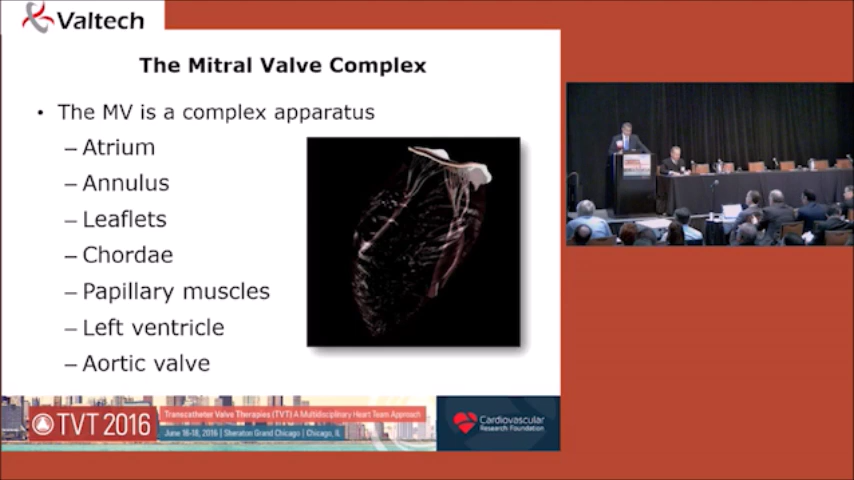 Valtech
The Mitral Valve Complex
• The MV is a complex apparatus
– Atrium
– Annulus
– Leaflets
– Chordae
– Papillary muscles
– Left ventricle
– Aortic valve
TVT 2016
Transcatheter Valve Therapies (TVT) A Multidisciplinary Heart Team Approach
June 16-18, 2016 | Sheraton Grand Chicago | Chicago, IL
Cardiovascular
Research Foundation